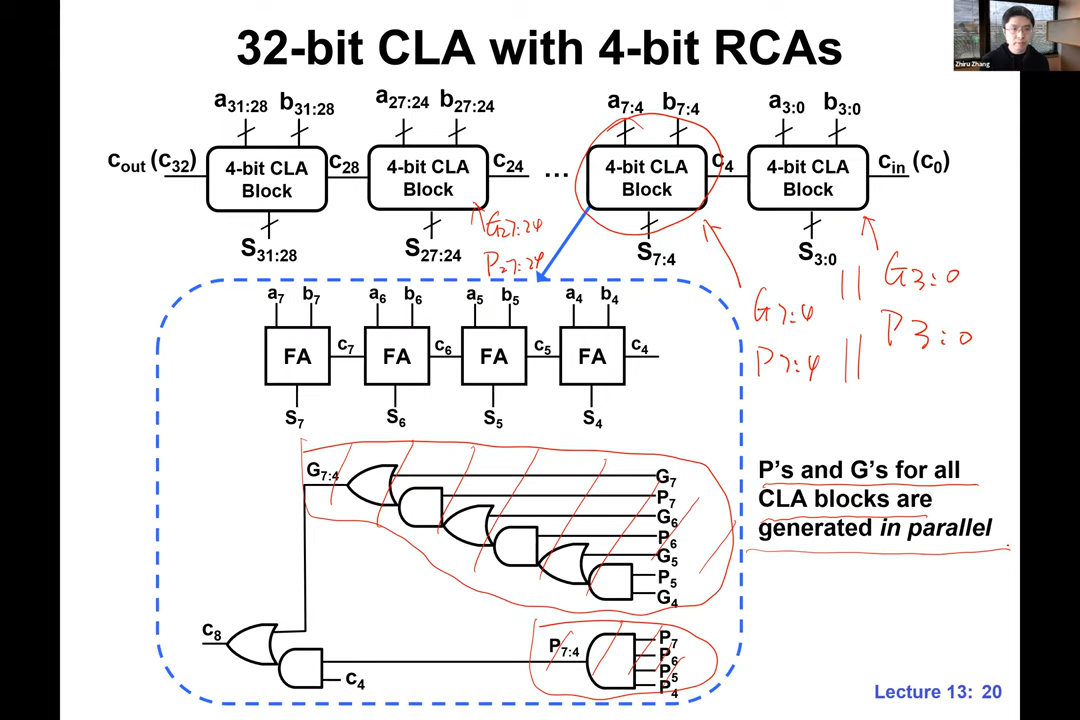 32-bit CLA with 4-bit RCAs
Zhiru Zhang
a31:28 b31:28 a27:24 b27:24 a7:4 b7:4 a3:0 b3:0
cout (c32) 4-bit CLA Block c28 4-bit CLA Block c24 ... 4-bit CLA Block c4 4-bit CLA Block cin (c0)
S31:28 S27:24 S7:4 S3:0
G27:24
P27:24
G7:4 || G3:0
P7:4 || P3:0
a7 b7 a6 b6 a5 b5 a4 b4
FA c7 FA c6 FA c5 FA c4
S7 S6 S5 S4
G7:4 G7
P7
G6
P6
G5
P5
G4
P's and G's for all
CLA blocks are
generated in parallel
c8
P7:4 P7
P6
P5
P4
c4
Lecture 13: 20